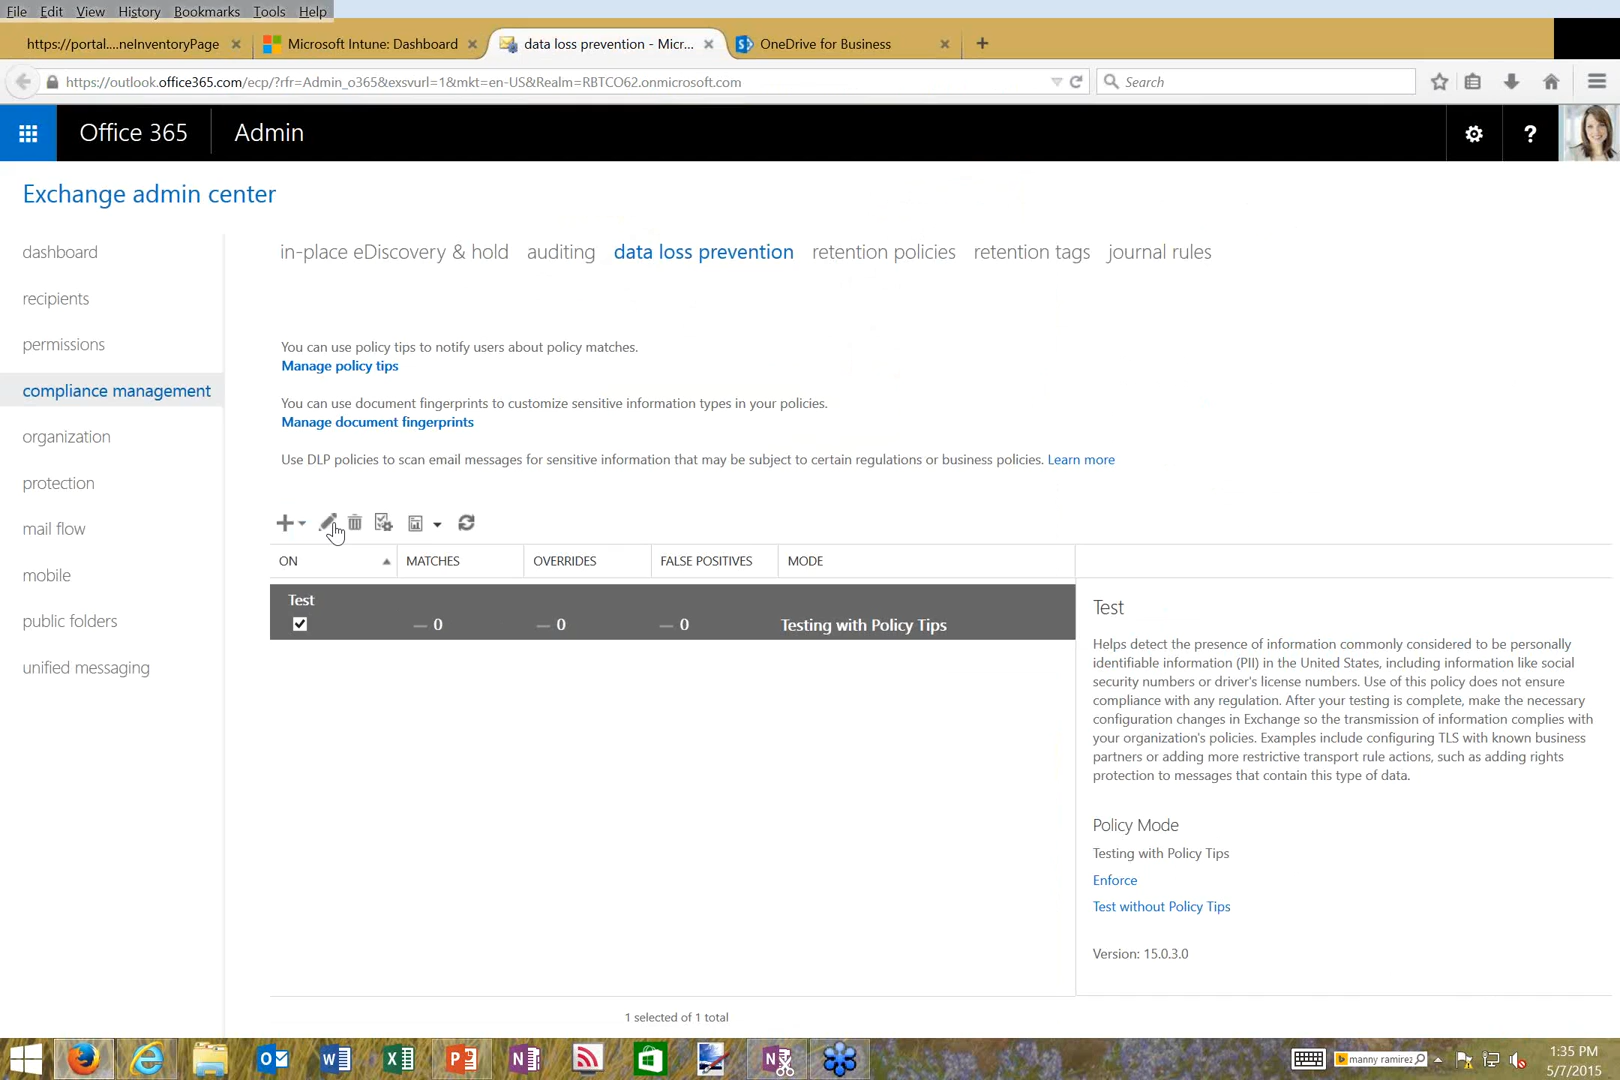 File Edit View History Bookmarks Tools Help
https://portal....neInventoryPage
Microsoft Intune: Dashboard
data loss prevention - Micr...
OneDrive for Business
https://outlook.office365.com/ecp/?rfr=Admin_o365&exsvurl=1&mkt=en-US&Realm=RBTCO62.onmicrosoft.com
Search
Office 365
Admin
?
Exchange admin center
dashboard
recipients
permissions
compliance management
organization
protection
mail flow
mobile
public folders
unified messaging
in-place eDiscovery & hold auditing data loss prevention retention policies retention tags journal rules
You can use policy tips to notify users about policy matches.
Manage policy tips
You can use document fingerprints to customize sensitive information types in your policies.
Manage document fingerprints
Use DLP policies to scan email messages for sensitive information that may be subject to certain regulations or business policies. Learn more
ON MATCHES OVERRIDES FALSE POSITIVES MODE
Test
0 0 0 Testing with Policy Tips
1 selected of 1 total
Test
Helps detect the presence of information commonly considered to be personally
identifiable information (PII) in the United States, including information like social
security numbers or driver's license numbers. Use of this policy does not ensure
compliance with any regulation. After your testing is complete, make the necessary
configuration changes in Exchange so the transmission of information complies with
your organization's policies. Examples include configuring TLS with known business
partners or adding more restrictive transport rule actions, such as adding rights
protection to messages that contain this type of data.
Policy Mode
Testing with Policy Tips
Enforce
Test without Policy Tips
Version: 15.0.3.0
manny ramirez
1:35 PM
5/7/2015